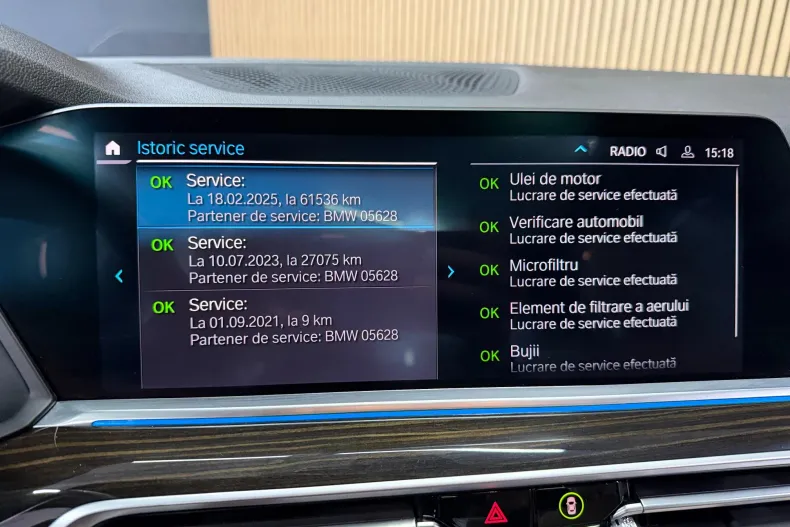 Istoric service
RADIO 15:18
OK Service:
La 18.02.2025, la 61536 km
Partener de service: BMW 05628
OK Service:
La 10.07.2023, la 27075 km
Partener de service: BMW 05628
OK Service:
La 01.09.2021, la 9 km
Partener de service: BMW 05628
OK Ulei de motor
Lucrare de service efectuată
OK Verificare automobil
Lucrare de service efectuată
OK Microfiltru
Lucrare de service efectuată
OK Element de filtrare a aerului
Lucrare de service efectuată
OK Bujii
Lucrare de service efectuată